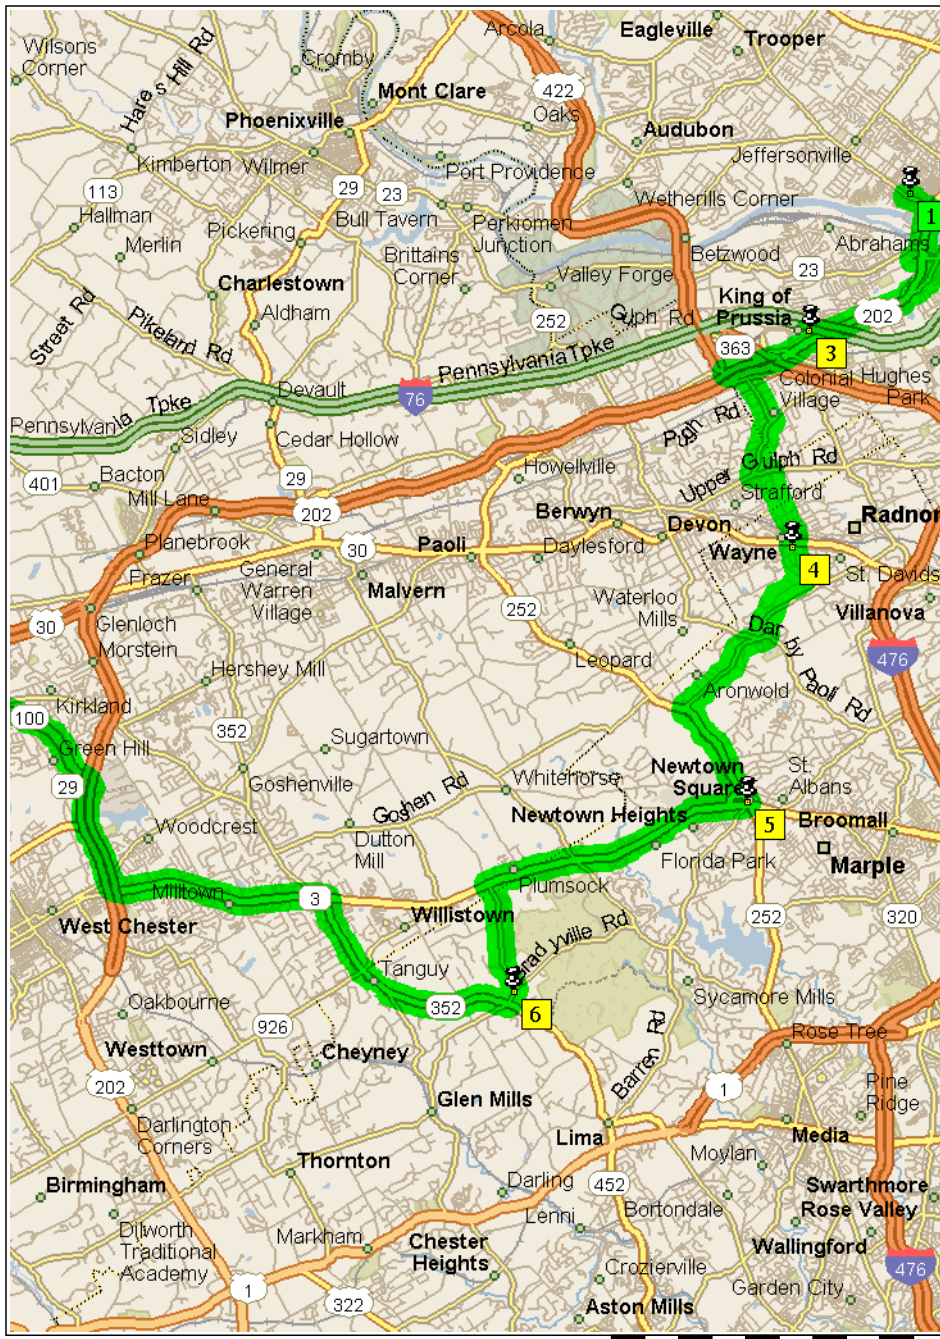 Arcola
Eagleville
Trooper
Wilsons
Corner
Cromby
Hares Hill Rd
422
Mont Clare
Oaks
Phoenixville
Audubon
Jeffersonville
Kimberton
Wilmer
Port Providence
Wetherills Corner
113
29
23
Hallman
Bull Tavern
Perkiomen
Junction
1
Pickering
Merlin
Brittains
Corner
Betzwood
Abrahams
Valley Forge
23
Charlestown
King of
Prussia
202
Street Rd
Pikeland Rd
Aldham
252
Gulph Rd
363
3
Pennsylvania Tpke
Colonial
Village
Hughes
Park
Devault
76
Pennsylvania Tpke
Sidley
Cedar Hollow
Pugh Rd
401
Bacton
29
Howellville
Upper Gulph Rd
Mill Lane
Strafford
202
Berwyn
Devon
Radnor
Planebrook
30
Paoli
Daylesford
Wayne
4
St. Davids
Frazer
General
Warren
Village
Malvern
Waterloo
Mills
Villanova
30
Glenloch
252
Darby Paoli Rd
Morstein
Leopard
476
Hershey Mill
Aronwold
Kirkland
100
352
Sugartown
Green Hill
Newtown
Square
St.
Albans
29
Goshenville
Goshen Rd
Whitehorse
Newtown Heights
5
Broomall
Woodcrest
Dutton
Mill
Florida Park
Marple
Milltown
3
Plumsock
West Chester
Willistown
252
320
Bradyville Rd
Tanguy
Oakbourne
352
6
Sycamore Mills
926
Rose Tree
Westtown
Cheyney
Barren Rd
202
1
Pine
Ridge
Glen Mills
Darlington
Corners
Lima
Media
Moylan
Thornton
Birmingham
Darling
452
Swarthmore
Bortondale
Rose Valley
Dilworth
Traditional
Academy
Markham
Lenni
Chester
Heights
Wallingford
Crozierville
476
1
Garden City
322
Aston Mills